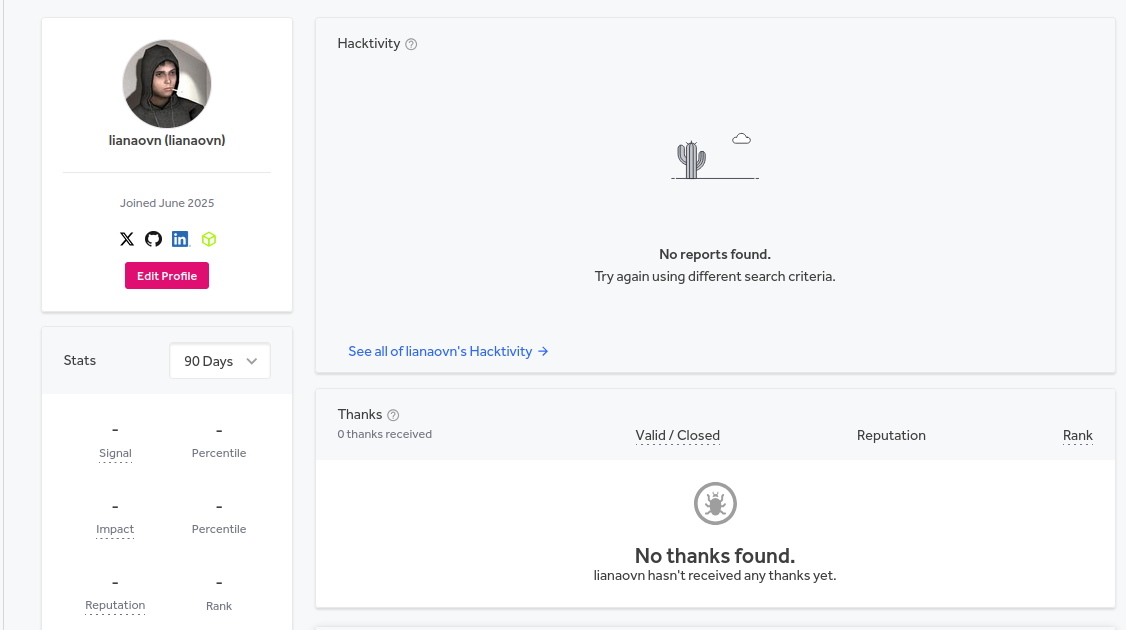 lianaovn (lianaovn)
Joined June 2025
Edit Profile
Stats
90 Days
-
-
Signal
Percentile
-
-
Impact
Percentile
-
-
Reputation
Rank
Hacktivity
No reports found.
Try again using different search criteria.
See all of lianaovn's Hacktivity →
Thanks
0 thanks received
Valid / Closed
Reputation
Rank
No thanks found.
lianaovn hasn't received any thanks yet.